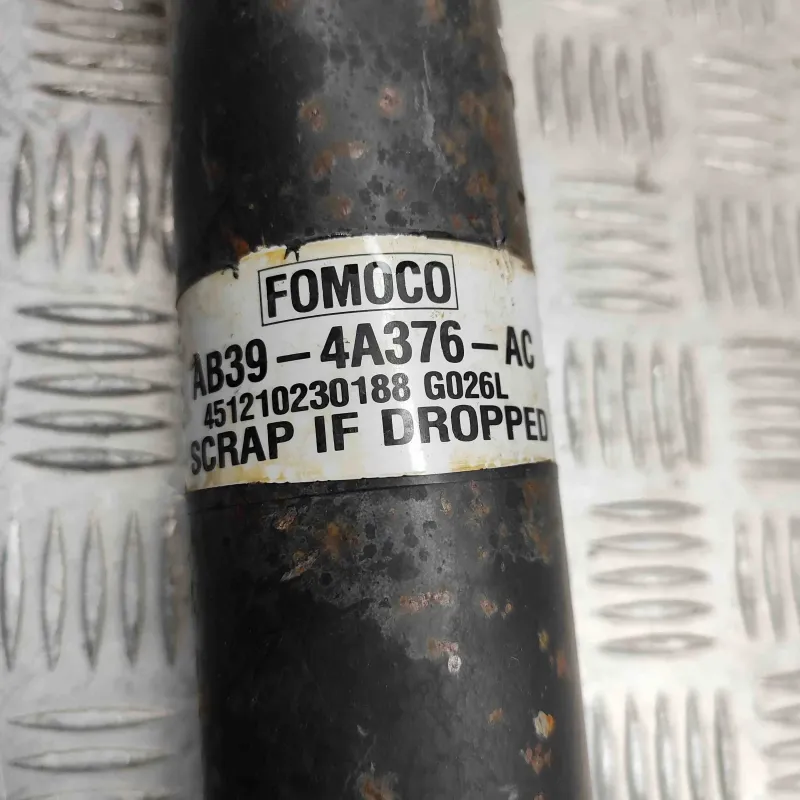 FOMOCO
AB39-4A376-AC
451210230188 G026L
SCRAP IF DROPPED